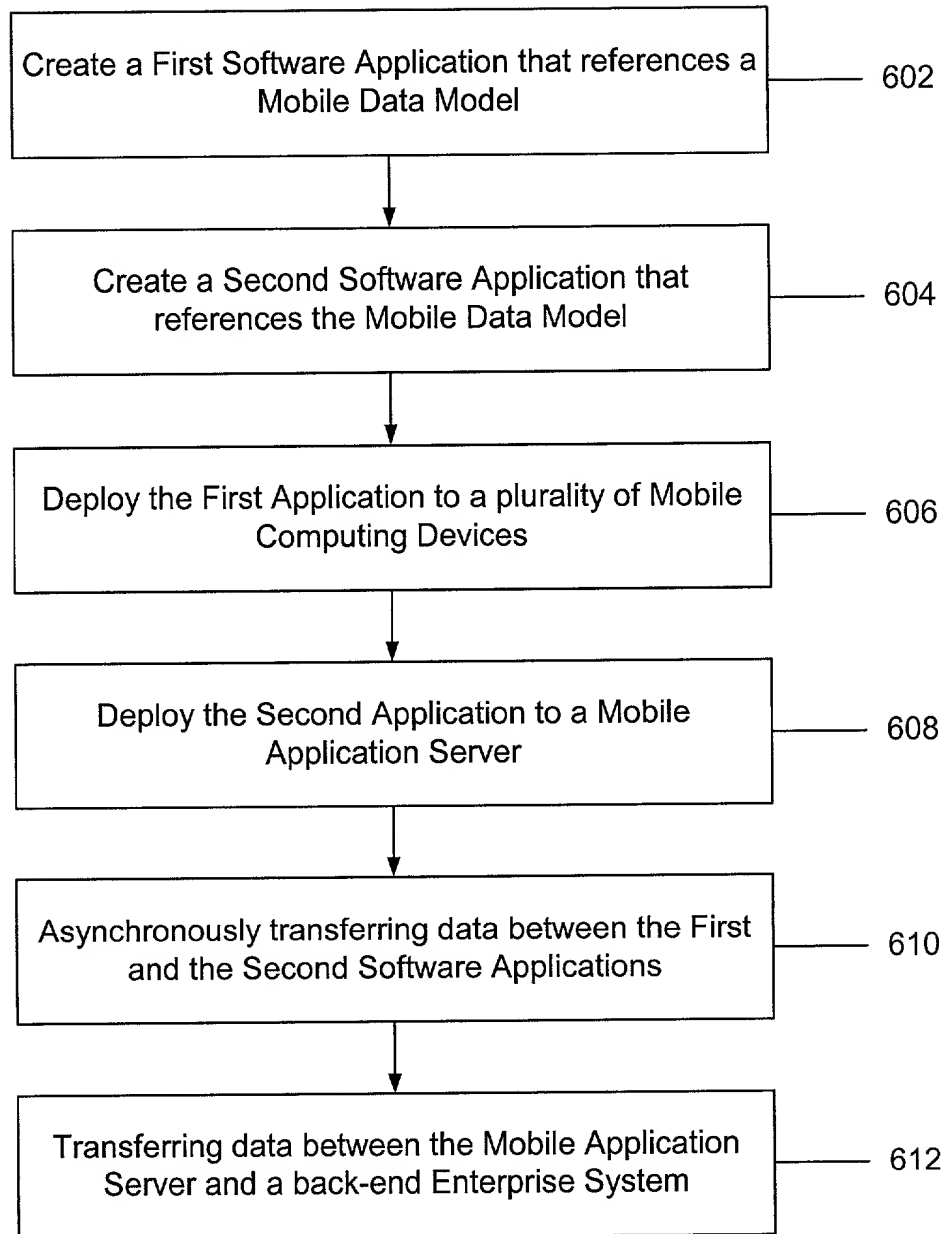 Create a First Software Application that references a
Mobile Data Model
602
Create a Second Software Application that
references the Mobile Data Model
604
Deploy the First Application to a plurality of Mobile
Computing Devices
606
Deploy the Second Application to a Mobile
Application Server
608
Asynchronously transferring data between the First
and the Second Software Applications
610
Transferring data between the Mobile Application
Server and a back-end Enterprise System
612